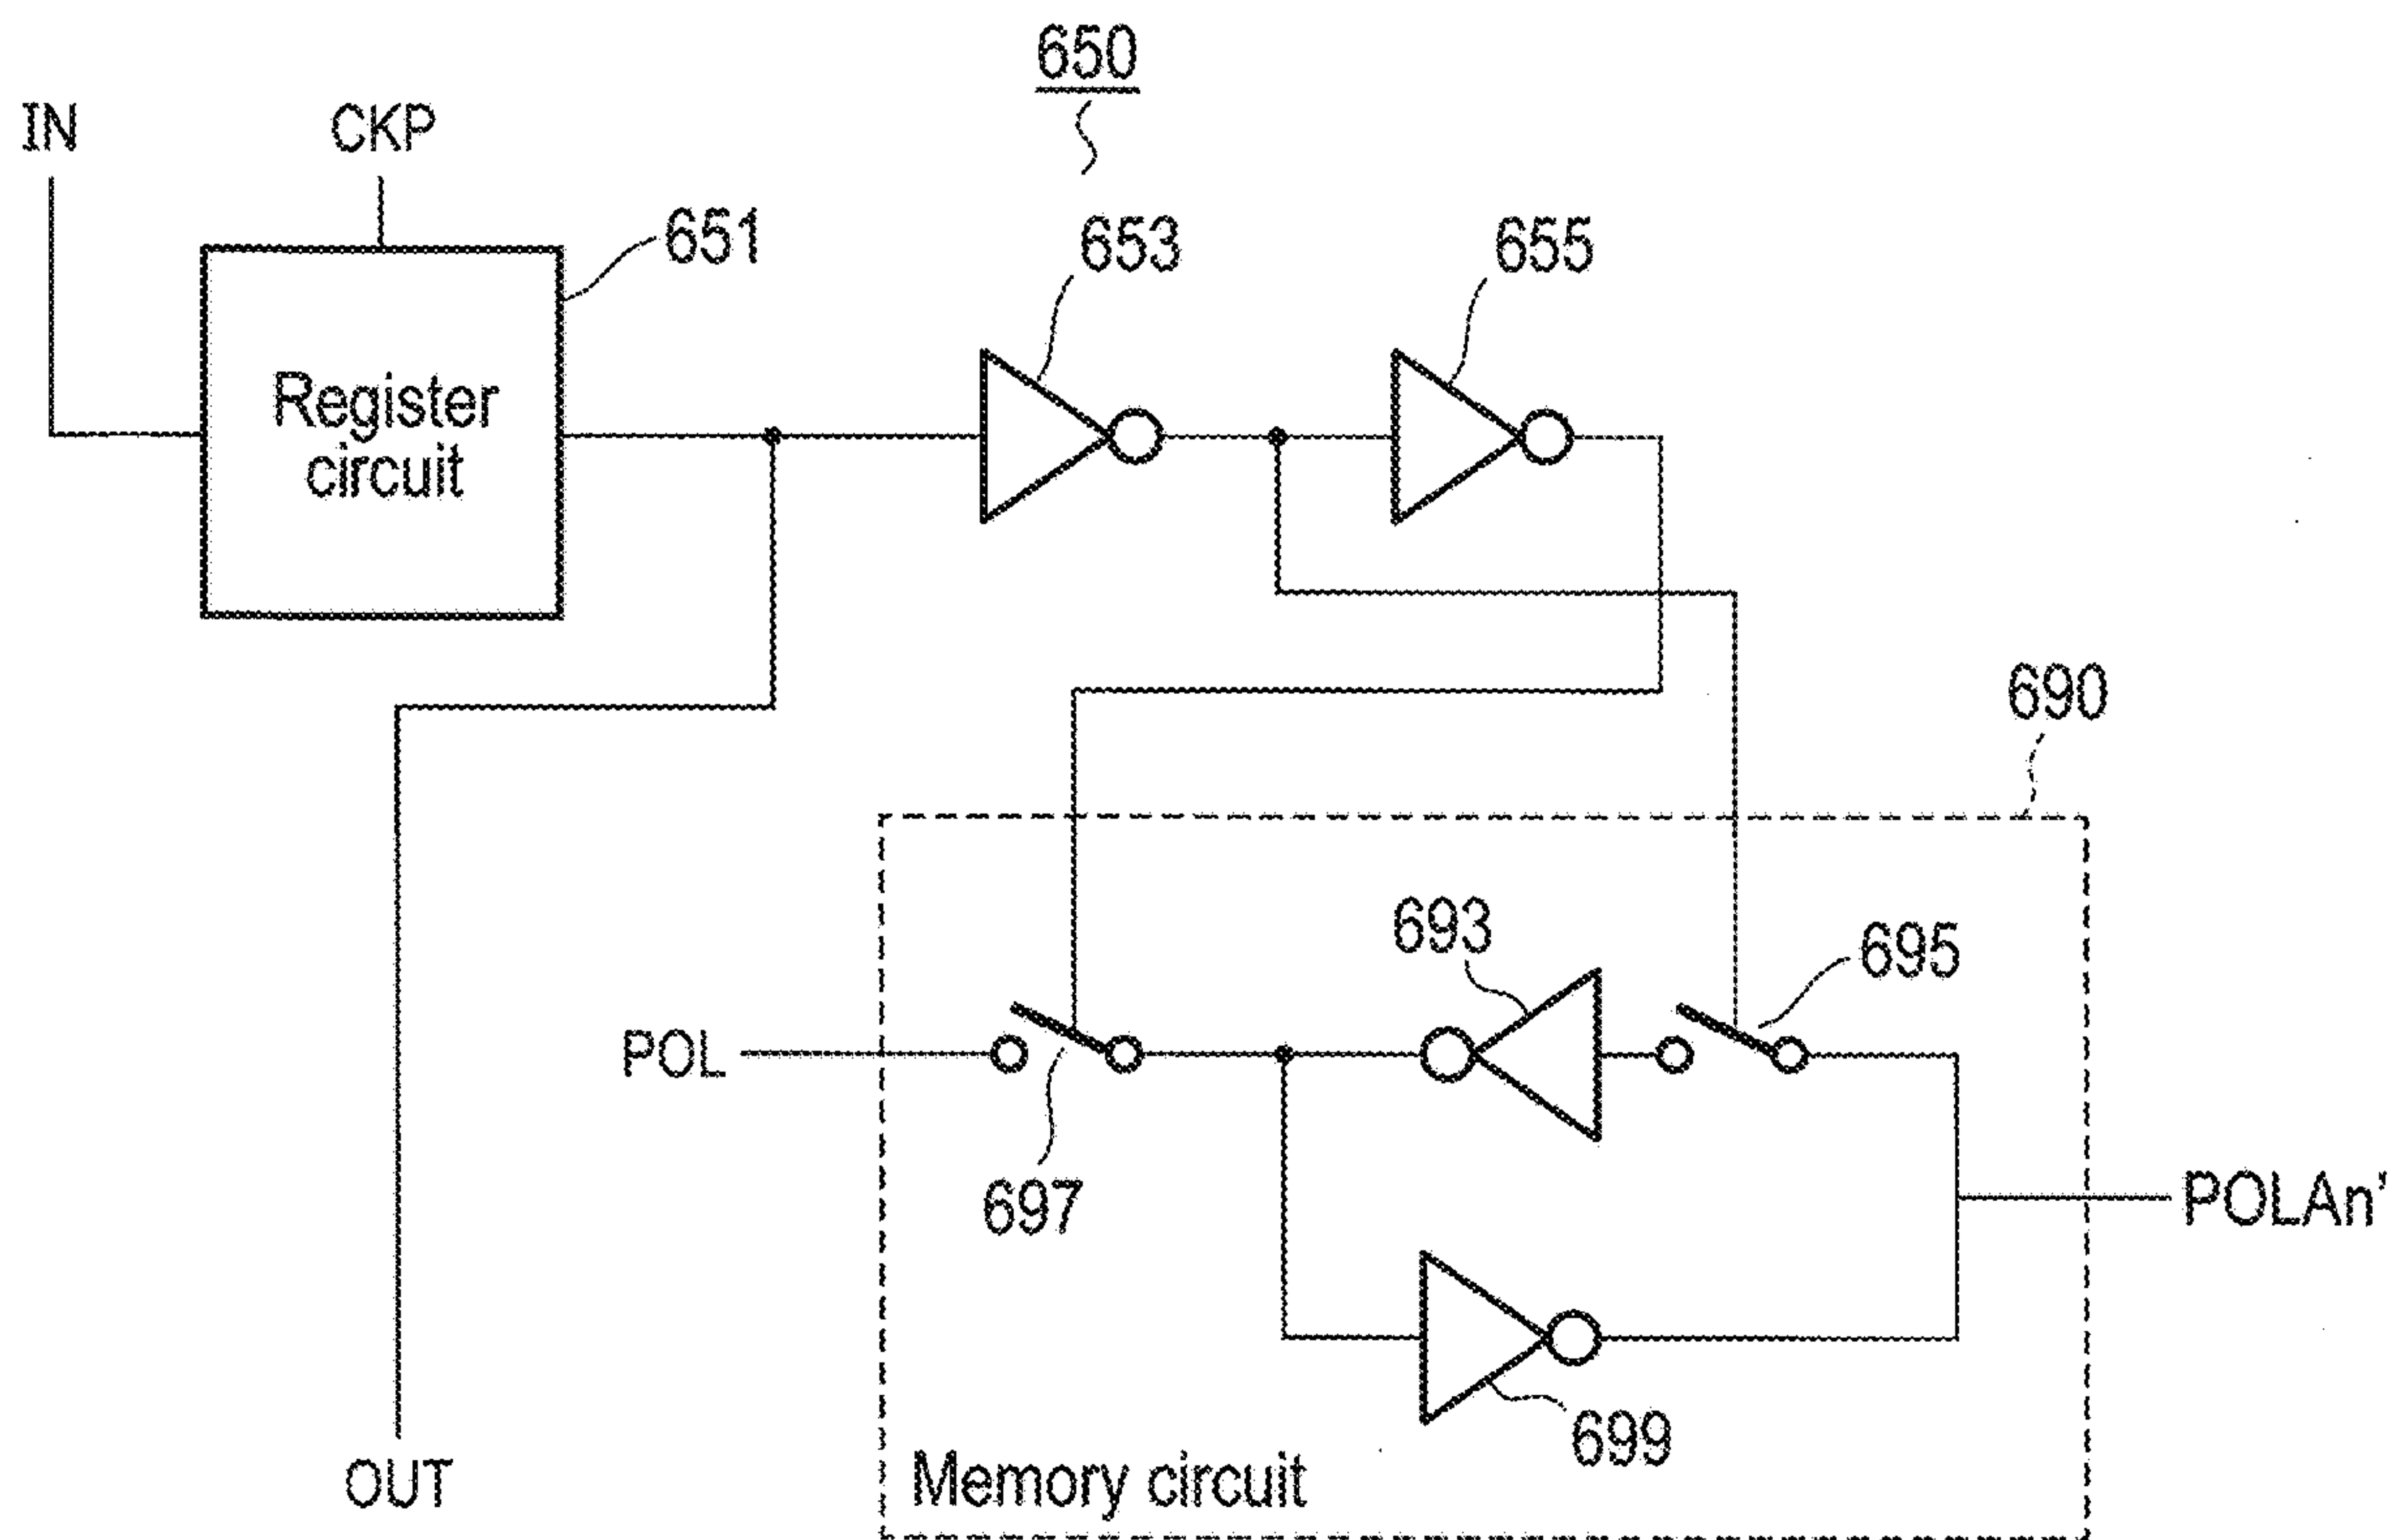 650
IN
CKP
651
653
655
Register
circuit
690
693
695
POL
697
POLAn'
699
Memory circuit
OUT